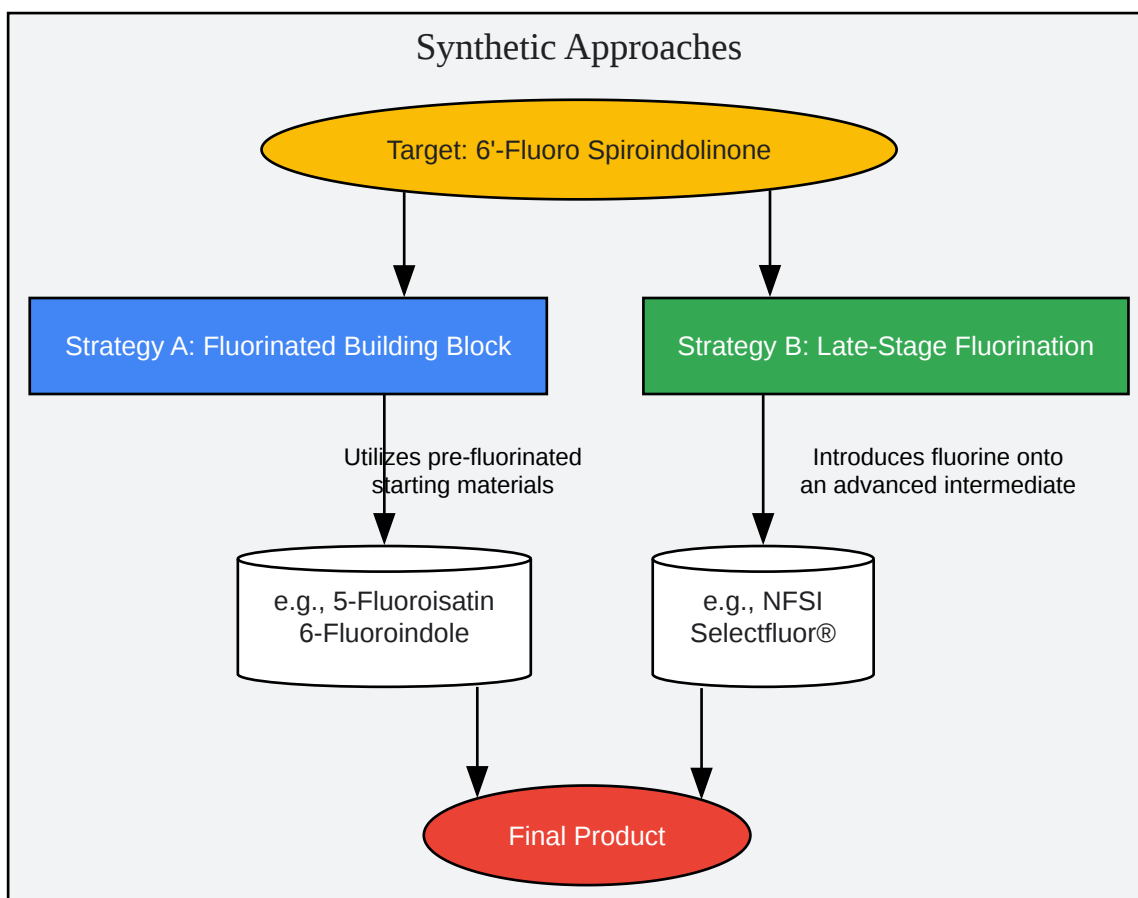 Synthetic Approaches
Target: 6'-Fluoro Spiroindolinone
Strategy A: Fluorinated Building Block
Strategy B: Late-Stage Fluorination
Utilizes pre-fluorinated
starting materials
Introduces fluorine onto
an advanced intermediate
e.g., 5-Fluoroisatin
6-Fluoroindole
e.g., NFSI
Selectfluor®
Final Product